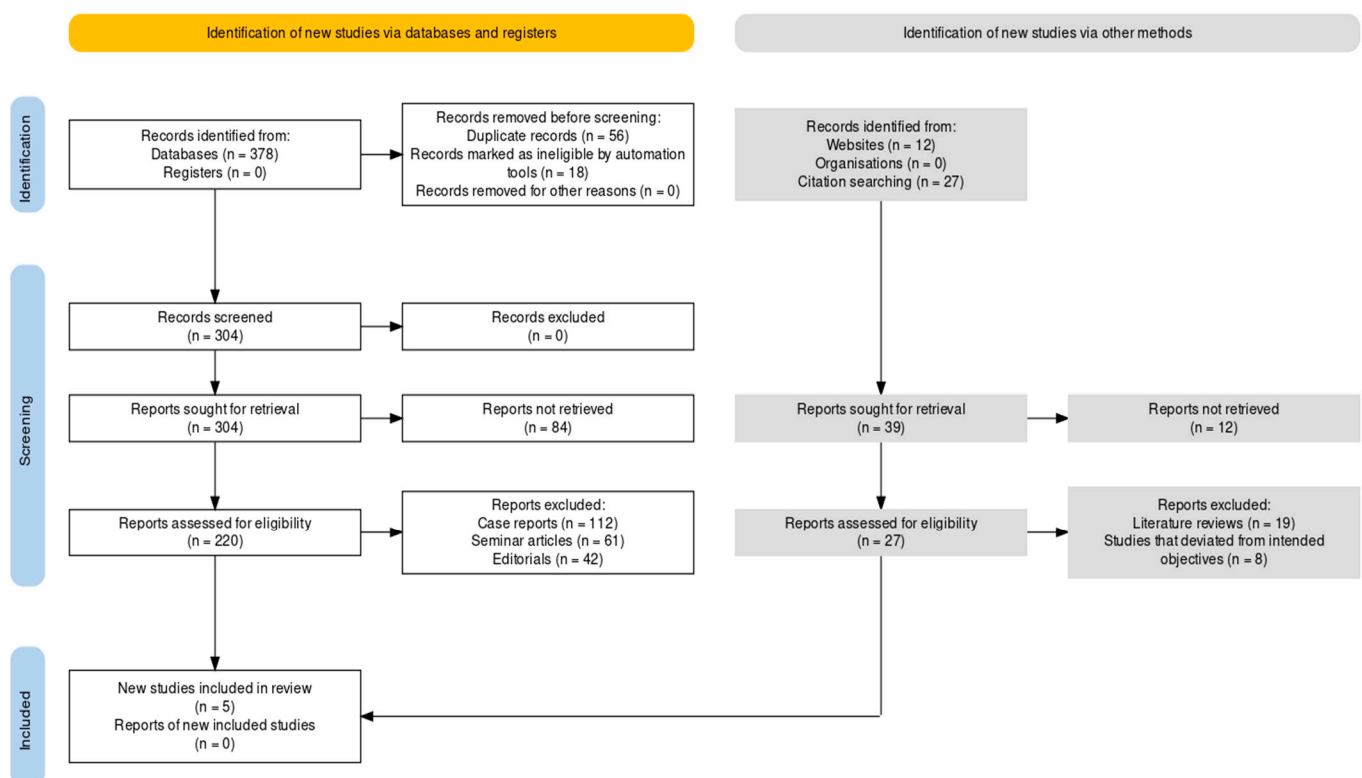 Identification of new studies via databases and registers
Identification of new studies via other methods
Identification
Records identified from:
Databases (n = 378)
Registers (n = 0)
Records removed before screening:
Duplicate records (n = 56)
Records marked as ineligible by automation
tools (n = 18)
Records removed for other reasons (n = 0)
Records identified from:
Websites (n = 12)
Organisations (n = 0)
Citation searching (n = 27)
Screening
Records screened
(n = 304)
Records excluded
(n = 0)
Reports sought for retrieval
(n = 304)
Reports not retrieved
(n = 84)
Reports sought for retrieval
(n = 39)
Reports not retrieved
(n = 12)
Reports assessed for eligibility
(n = 220)
Reports excluded:
Case reports (n = 112)
Seminar articles (n = 61)
Editorials (n = 42)
Reports assessed for eligibility
(n = 27)
Reports excluded:
Literature reviews (n = 19)
Studies that deviated from intended
objectives (n = 8)
Included
New studies included in review
(n = 5)
Reports of new included studies
(n = 0)